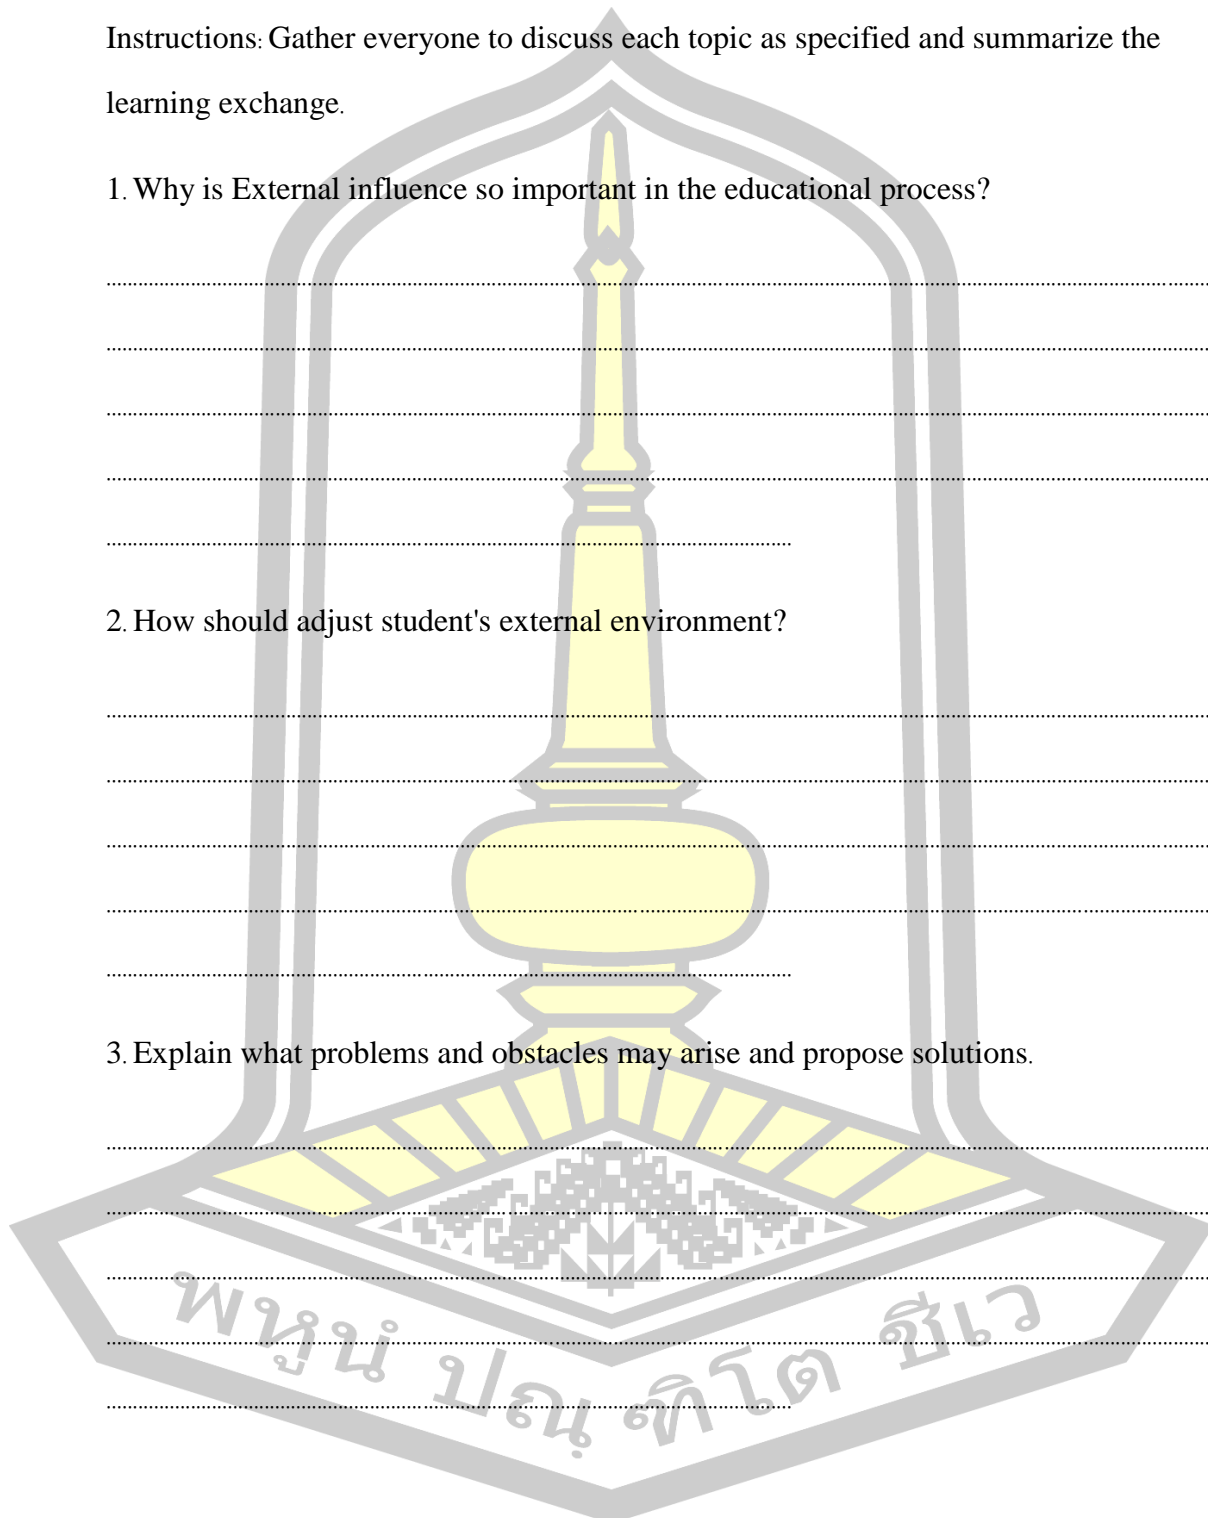 Instructions: Gather everyone to discuss each topic as specified and summarize the
learning exchange.
1. Why is External influence so important in the educational process?
2. How should adjust student's external environment?
3. Explain what problems and obstacles may arise and propose solutions.
พหูนํ ปณฺฑิโต ชีเว